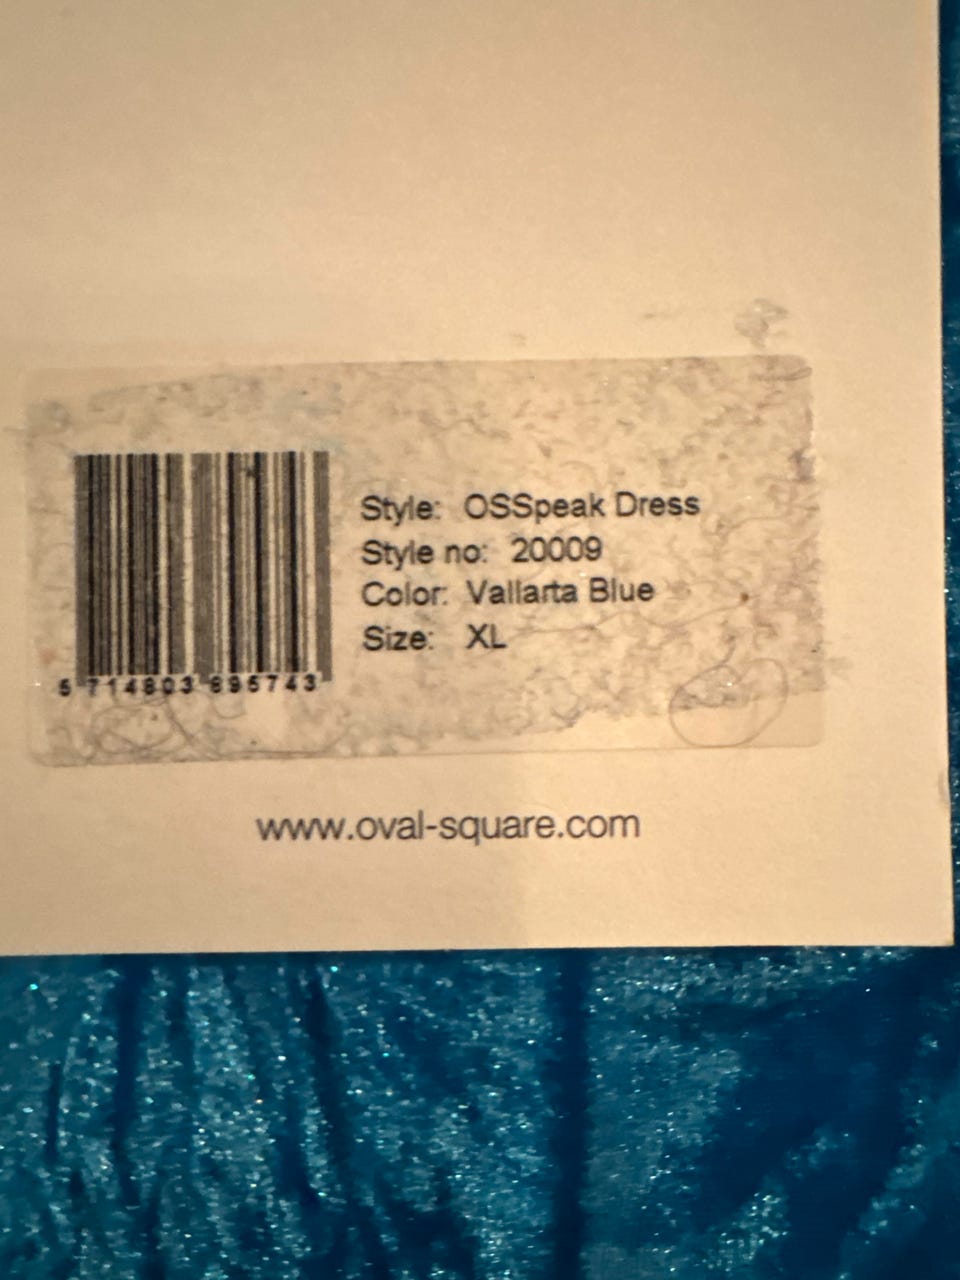 Style: OSSpeak Dress
Style no: 20009
Color: Vallarta Blue
Size: XL
5 714803 895743
www.oval-square.com